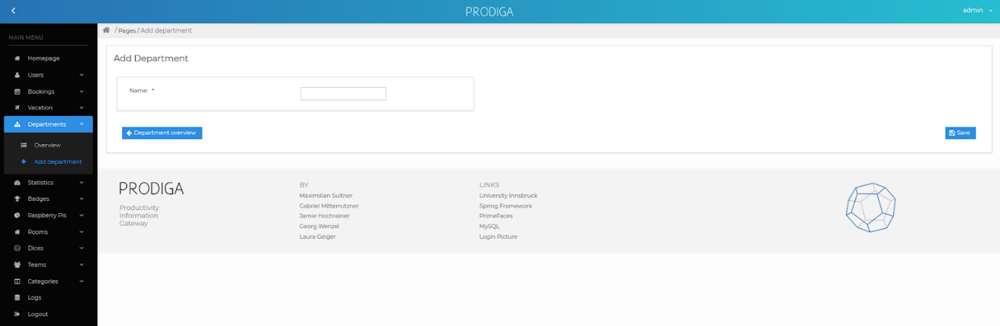 PRODIGA
admin
MAIN MENU
/ Pages / Add department
Homepage
Users
Bookings
Vacation
Departments
Overview
Add department
Statistics
Badges
Raspberry Pis
Rooms
Dices
Teams
Categories
Logs
Logout
Add Department
Name: *
Department overview
Save
PRODIGA
Productivity
Information
Gateway
BY
Maximilian Suitner
Gabriel Mitterrutzner
Jamie Hochrainer
Georg Wenzel
Laura Geiger
LINKS
University Innsbruck
Spring Framework
PrimeFaces
MySQL
Login Picture